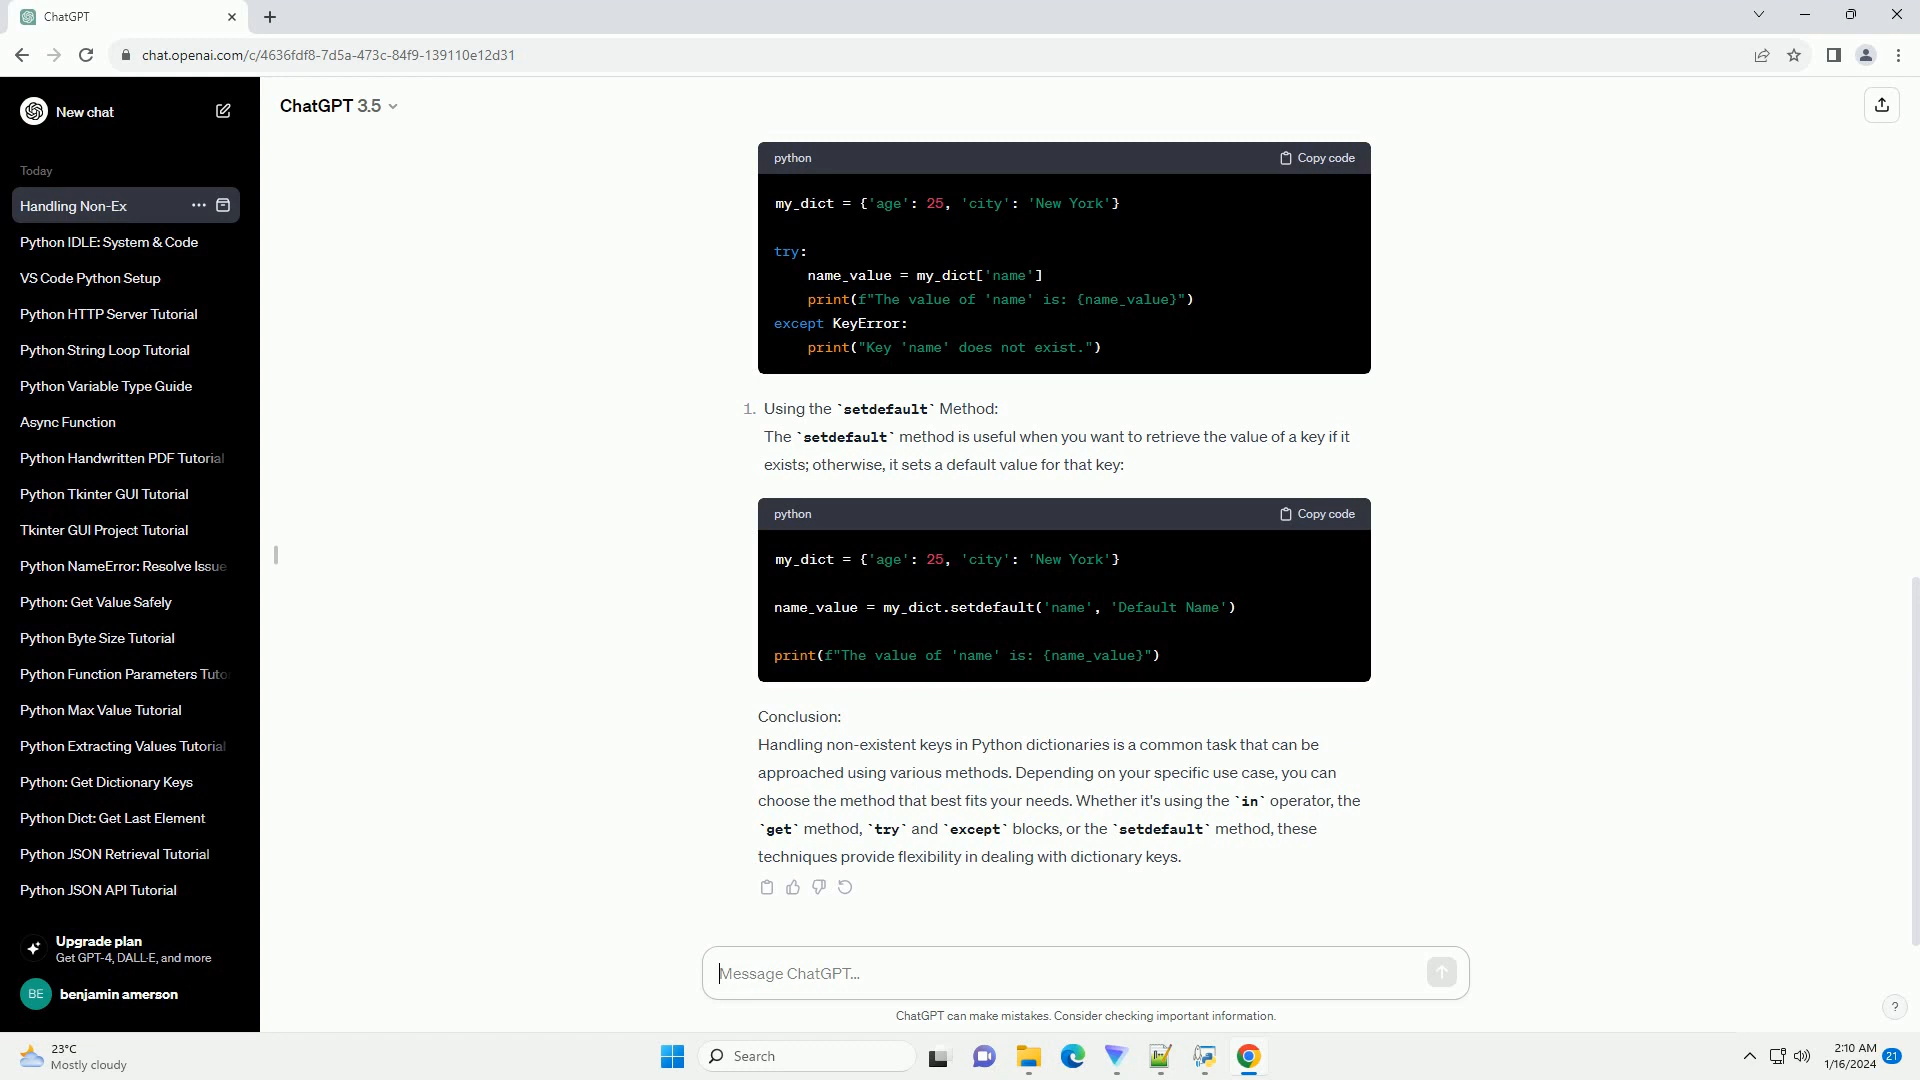 ChatGPT
chat.openai.com/c/4636fdf8-7d5a-473c-84f9-139110e12d31
New chat
Today
Handling Non-Ex
Python IDLE: System & Code
VS Code Python Setup
Python HTTP Server Tutorial
Python String Loop Tutorial
Python Variable Type Guide
Async Function
Python Handwritten PDF Tutorial
Python Tkinter GUI Tutorial
Tkinter GUI Project Tutorial
Python NameError: Resolve Issue
Python: Get Value Safely
Python Byte Size Tutorial
Python Function Parameters Tuto
Python Max Value Tutorial
Python Extracting Values Tutorial
Python: Get Dictionary Keys
Python Dict: Get Last Element
Python JSON Retrieval Tutorial
Python JSON API Tutorial
Upgrade plan
Get GPT-4, DALL·E, and more
BE benjamin amerson
ChatGPT 3.5
python Copy code
my_dict = {'age': 25, 'city': 'New York'}
try:
    name_value = my_dict['name']
    print(f"The value of 'name' is: {name_value}")
except KeyError:
    print("Key 'name' does not exist.")
1. Using the `setdefault` Method:
The `setdefault` method is useful when you want to retrieve the value of a key if it
exists; otherwise, it sets a default value for that key:
python Copy code
my_dict = {'age': 25, 'city': 'New York'}
name_value = my_dict.setdefault('name', 'Default Name')
print(f"The value of 'name' is: {name_value}")
Conclusion:
Handling non-existent keys in Python dictionaries is a common task that can be
approached using various methods. Depending on your specific use case, you can
choose the method that best fits your needs. Whether it's using the `in` operator, the
`get` method, `try` and `except` blocks, or the `setdefault` method, these
techniques provide flexibility in dealing with dictionary keys.
Message ChatGPT...
ChatGPT can make mistakes. Consider checking important information.
?
23°C
Mostly cloudy
Search
2:10 AM
1/16/2024
21